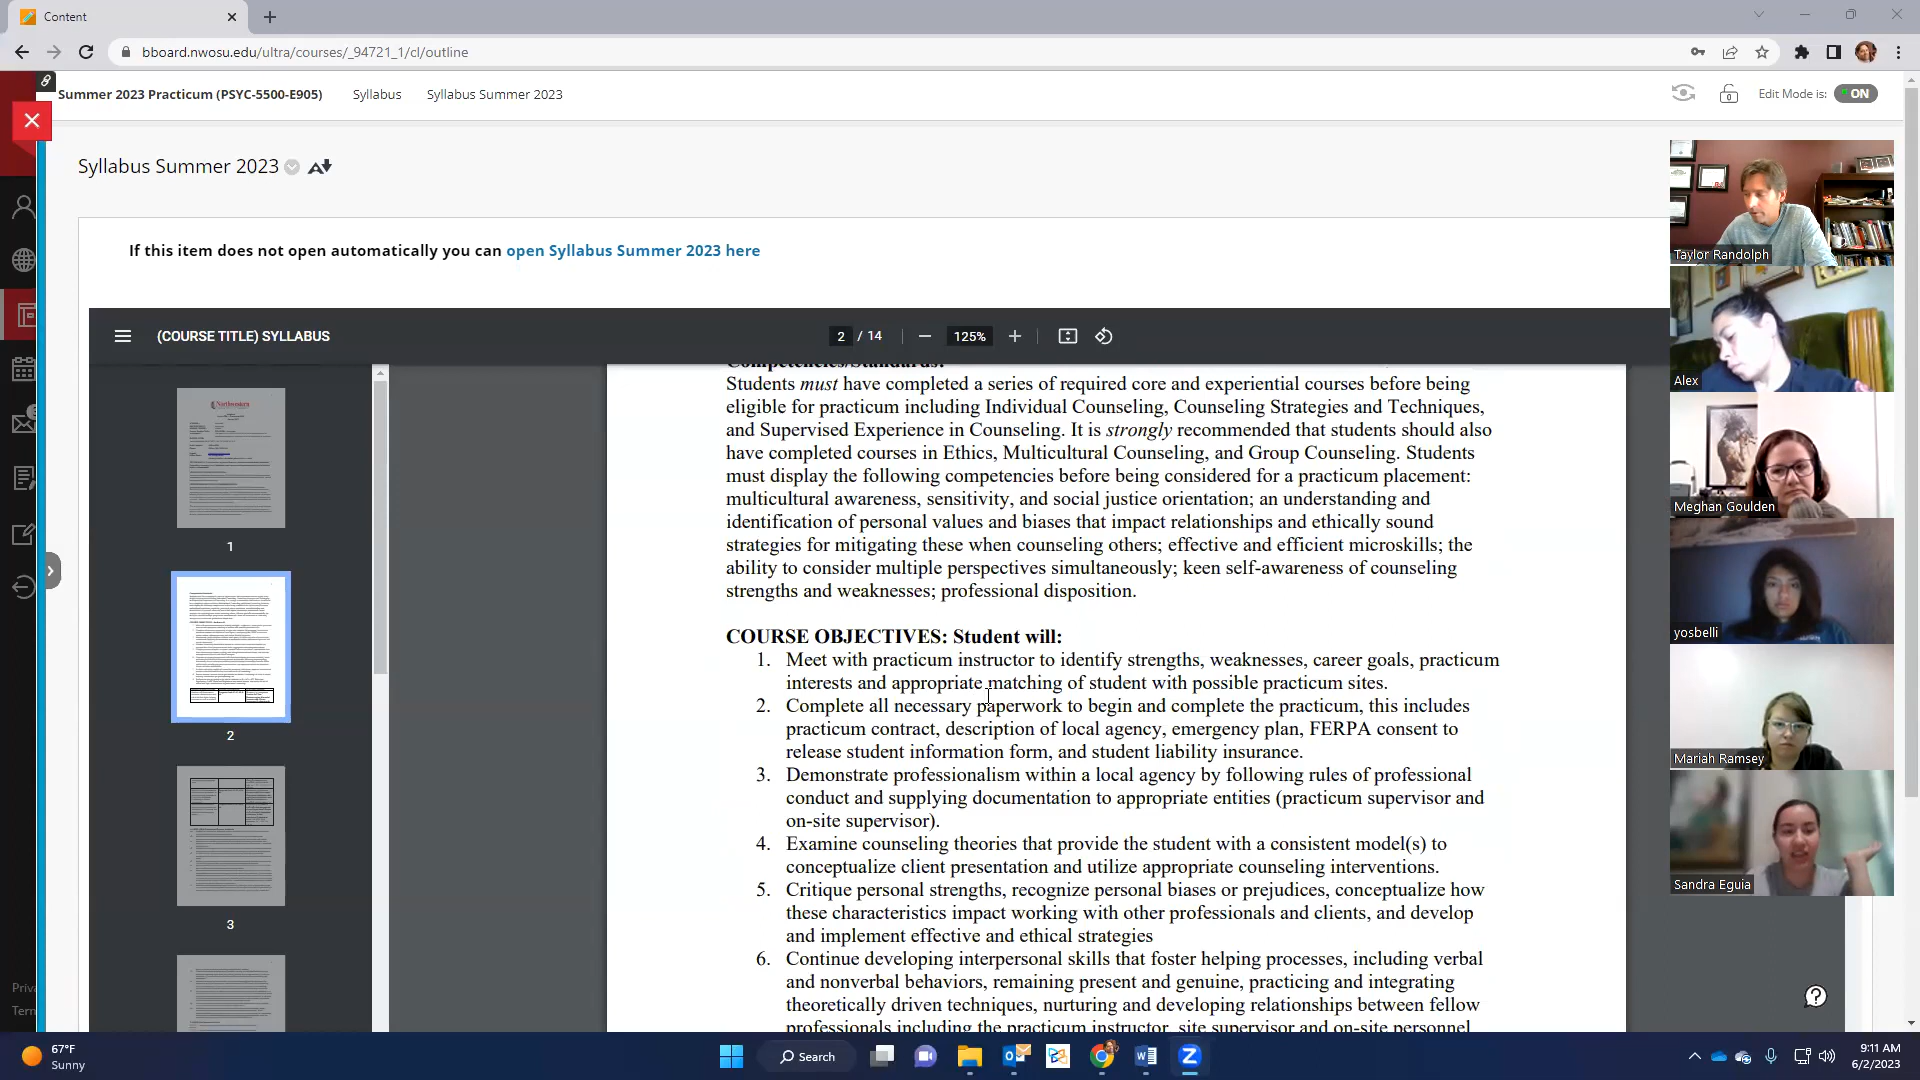 Content
bboard.nwosu.edu/ultra/courses/_94721_1/cl/outline
Summer 2023 Practicum (PSYC-5500-E905) Syllabus Syllabus Summer 2023
Edit Mode is: ON
Syllabus Summer 2023
If this item does not open automatically you can open Syllabus Summer 2023 here
(COURSE TITLE) SYLLABUS
2 / 14
125%
1
2
3
Competencies/Standards:
Students must have completed a series of required core and experiential courses before being
eligible for practicum including Individual Counseling, Counseling Strategies and Techniques,
and Supervised Experience in Counseling. It is strongly recommended that students should also
have completed courses in Ethics, Multicultural Counseling, and Group Counseling. Students
must display the following competencies before being considered for a practicum placement:
multicultural awareness, sensitivity, and social justice orientation; an understanding and
identification of personal values and biases that impact relationships and ethically sound
strategies for mitigating these when counseling others; effective and efficient microskills; the
ability to consider multiple perspectives simultaneously; keen self-awareness of counseling
strengths and weaknesses; professional disposition.
COURSE OBJECTIVES: Student will:
1. Meet with practicum instructor to identify strengths, weaknesses, career goals, practicum
interests and appropriate matching of student with possible practicum sites.
2. Complete all necessary paperwork to begin and complete the practicum, this includes
practicum contract, description of local agency, emergency plan, FERPA consent to
release student information form, and student liability insurance.
3. Demonstrate professionalism within a local agency by following rules of professional
conduct and supplying documentation to appropriate entities (practicum supervisor and
on-site supervisor).
4. Examine counseling theories that provide the student with a consistent model(s) to
conceptualize client presentation and utilize appropriate counseling interventions.
5. Critique personal strengths, recognize personal biases or prejudices, conceptualize how
these characteristics impact working with other professionals and clients, and develop
and implement effective and ethical strategies
6. Continue developing interpersonal skills that foster helping processes, including verbal
and nonverbal behaviors, remaining present and genuine, practicing and integrating
theoretically driven techniques, nurturing and developing relationships between fellow
professionals including the practicum instructor, site supervisor and on-site personnel
Taylor Randolph
Alex
Meghan Goulden
yosbelli
Mariah Ramsey
Sandra Eguia
Priva
Term
67°F
Sunny
Search
9:11 AM
6/2/2023